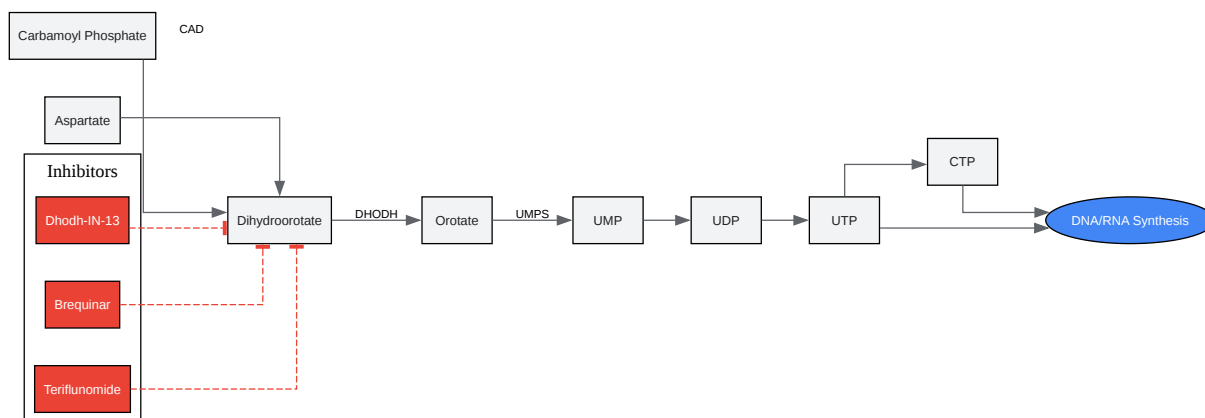 Carbamoyl Phosphate
CAD
Aspartate
Inhibitors
Dhodh-IN-13
Brequinar
Teriflunomide
Dihydroorotate
DHODH
Orotate
UMPS
UMP
UDP
UTP
CTP
DNA/RNA Synthesis